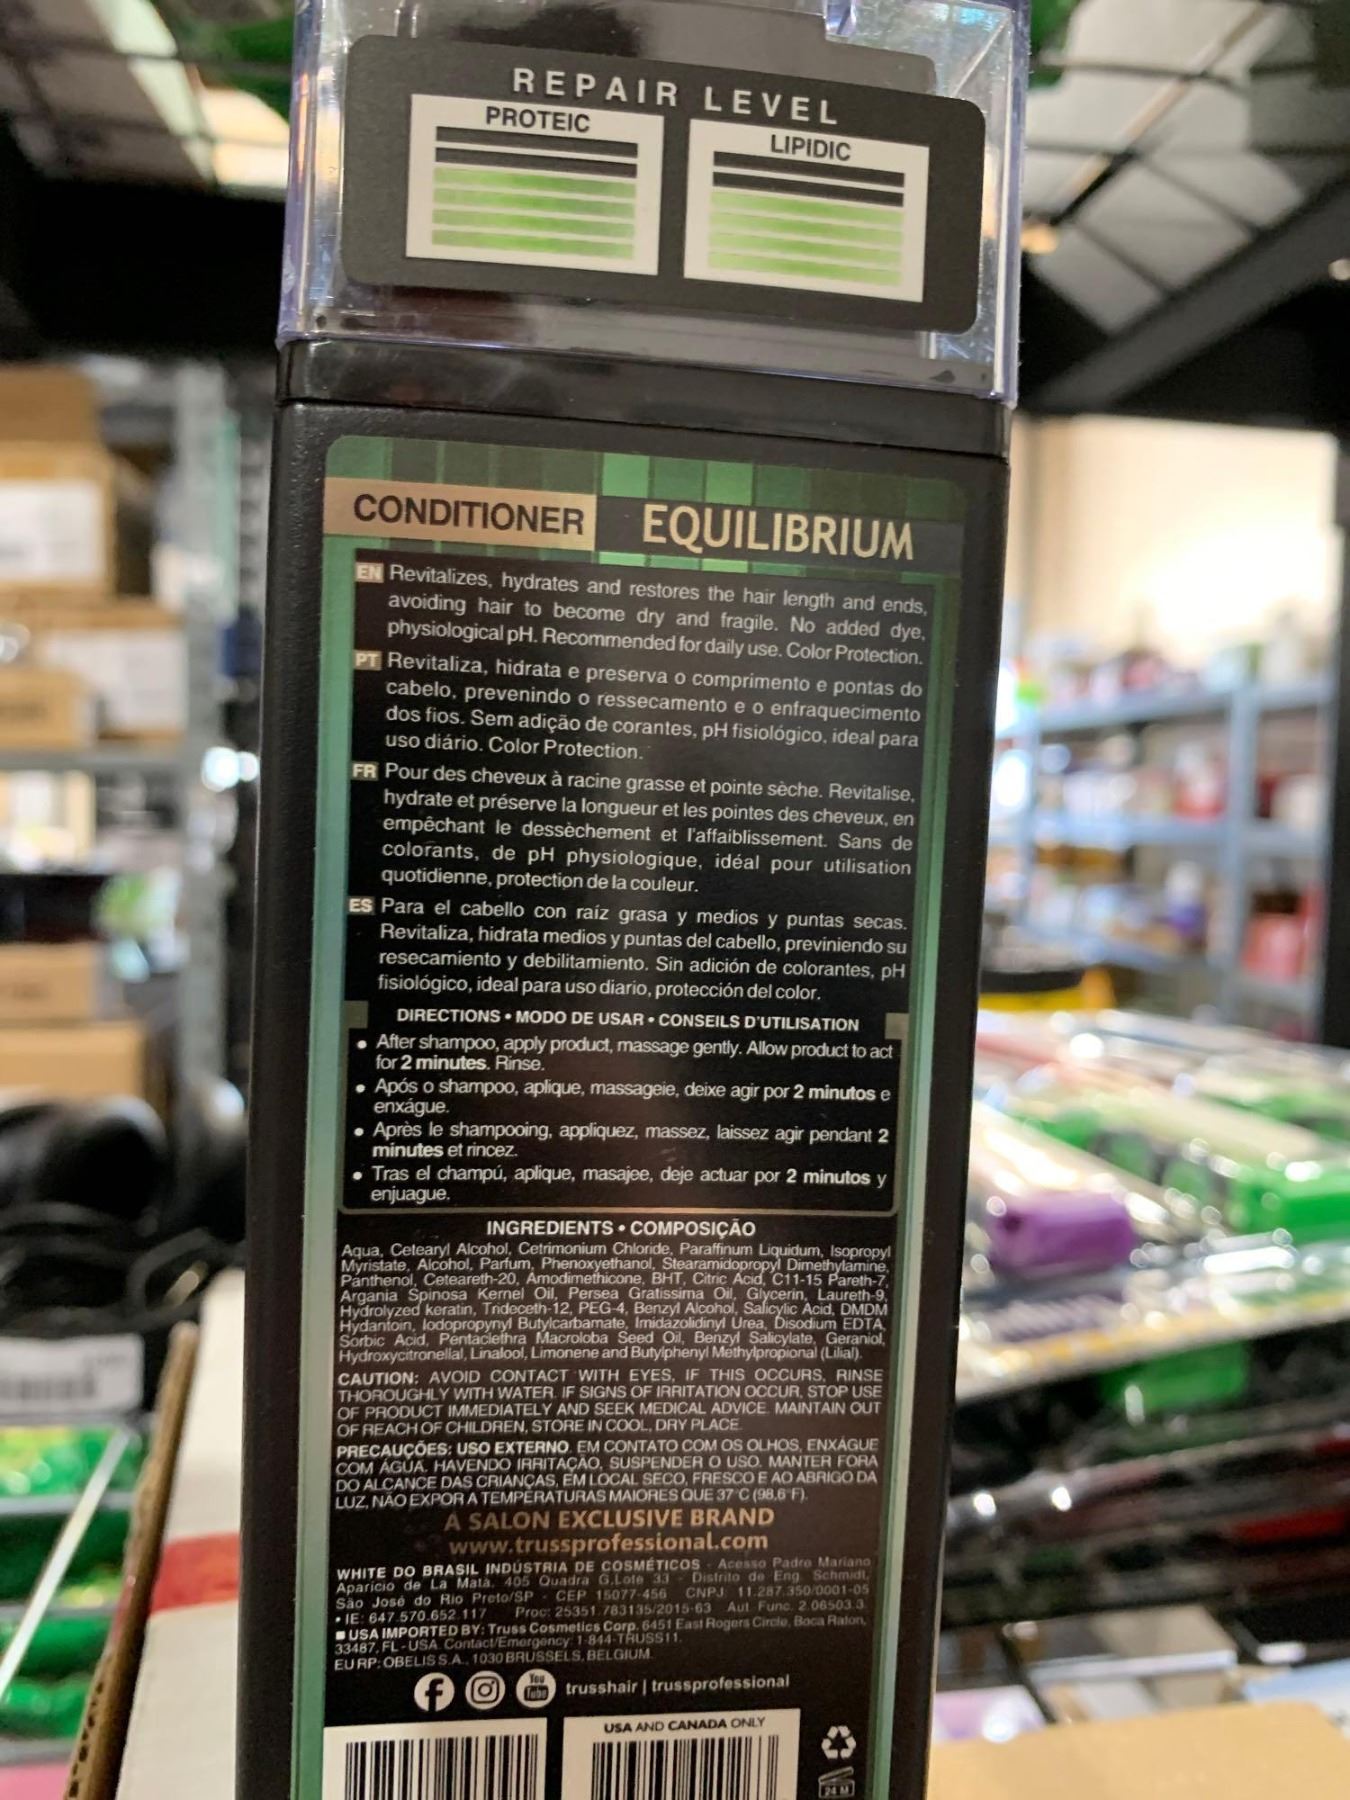 REPAIR LEVEL
PROTEIC
LIPIDIC
CONDITIONER EQUILIBRIUM
EN Revitalizes, hydrates and restores the hair length and ends,
avoiding hair to become dry and fragile. No added dye,
physiological pH. Recommended for daily use. Color Protection.
PT Revitaliza, hidrata e preserva o comprimento e pontas do
cabelo, prevenindo o ressecamento e o enfraquecimento
dos fios. Sem adição de corantes, pH fisiológico, ideal para
uso diário. Color Protection.
FR Pour des cheveux à racine grasse et pointe sèche. Revitalise,
hydrate et préserve la longueur et les pointes des cheveux, en
empêchant le dessèchement et l'affaiblissement. Sans de
colorants, de pH physiologique, idéal pour utilisation
quotidienne, protection de la couleur.
ES Para el cabello con raíz grasa y medios y puntas secas.
Revitaliza, hidrata medios y puntas del cabello, previniendo su
resecamiento y debilitamiento. Sin adición de colorantes, pH
fisiológico, ideal para uso diario, protección del color.
DIRECTIONS • MODO DE USAR • CONSEILS D'UTILISATION
• After shampoo, apply product, massage gently. Allow product to act
for 2 minutes. Rinse.
• Após o shampoo, aplique, massageie, deixe agir por 2 minutos e
enxágue.
• Après le shampooing, appliquez, massez, laissez agir pendant 2
minutes et rincez.
• Tras el champú, aplique, masajee, deje actuar por 2 minutos y
enjuague.
INGREDIENTS • COMPOSIÇÃO
Aqua, Cetearyl Alcohol, Cetrimonium Chloride, Paraffinum Liquidum, Isopropyl
Myristate, Alcohol, Parfum, Phenoxyethanol, Stearamidopropyl Dimethylamine,
Panthenol, Ceteareth-20, Amodimethicone, BHT, Citric Acid, C11-15 Pareth-7,
Argania Spinosa Kernel Oil, Persea Gratissima Oil, Glycerin, Laureth-9,
Hydrolyzed keratin, Trideceth-12, PEG-4, Benzyl Alcohol, Salicylic Acid, DMDM
Hydantoin, Iodopropynyl Butylcarbamate, Imidazolidinyl Urea, Disodium EDTA,
Sorbic Acid, Pentaclethra Macroloba Seed Oil, Benzyl Salicylate, Geraniol,
Hydroxycitronellal, Linalool, Limonene and Butylphenyl Methylpropional (Lilial).
CAUTION: AVOID CONTACT WITH EYES, IF THIS OCCURS, RINSE
THOROUGHLY WITH WATER. IF SIGNS OF IRRITATION OCCUR, STOP USE
OF PRODUCT IMMEDIATELY AND SEEK MEDICAL ADVICE. MAINTAIN OUT
OF REACH OF CHILDREN, STORE IN COOL, DRY PLACE.
PRECAUÇÕES: USO EXTERNO. EM CONTATO COM OS OLHOS, ENXÁGUE
COM ÁGUA. HAVENDO IRRITAÇÃO, SUSPENDER O USO. MANTER FORA
DO ALCANCE DAS CRIANÇAS, EM LOCAL SECO, FRESCO E AO ABRIGO DA
LUZ, NÃO EXPOR A TEMPERATURAS MAIORES QUE 37°C (98.6°F).
A SALON EXCLUSIVE BRAND
www.trussprofessional.com
WHITE DO BRASIL INDÚSTRIA DE COSMÉTICOS - Acesso Padre Mariano
Aparício de La Mata, 405 Quadra G,Lote 33 - Distrito de Eng. Schmidt,
São José do Rio Preto/SP - CEP 15077-456 CNPJ: 11.287.350/0001-05
• IE: 647.570.652.117 Proc: 25351.783135/2015-63 Aut. Func. 2.06503.3.
■ USA IMPORTED BY: Truss Cosmetics Corp. 6451 East Rogers Circle, Boca Raton,
33487, FL - USA. Contact/Emergency: 1-844-TRUSS11.
EU RP: OBELIS S.A., 1030 BRUSSELS, BELGIUM.
You Tube trusshair | trussprofessional
USA AND CANADA ONLY
24 M